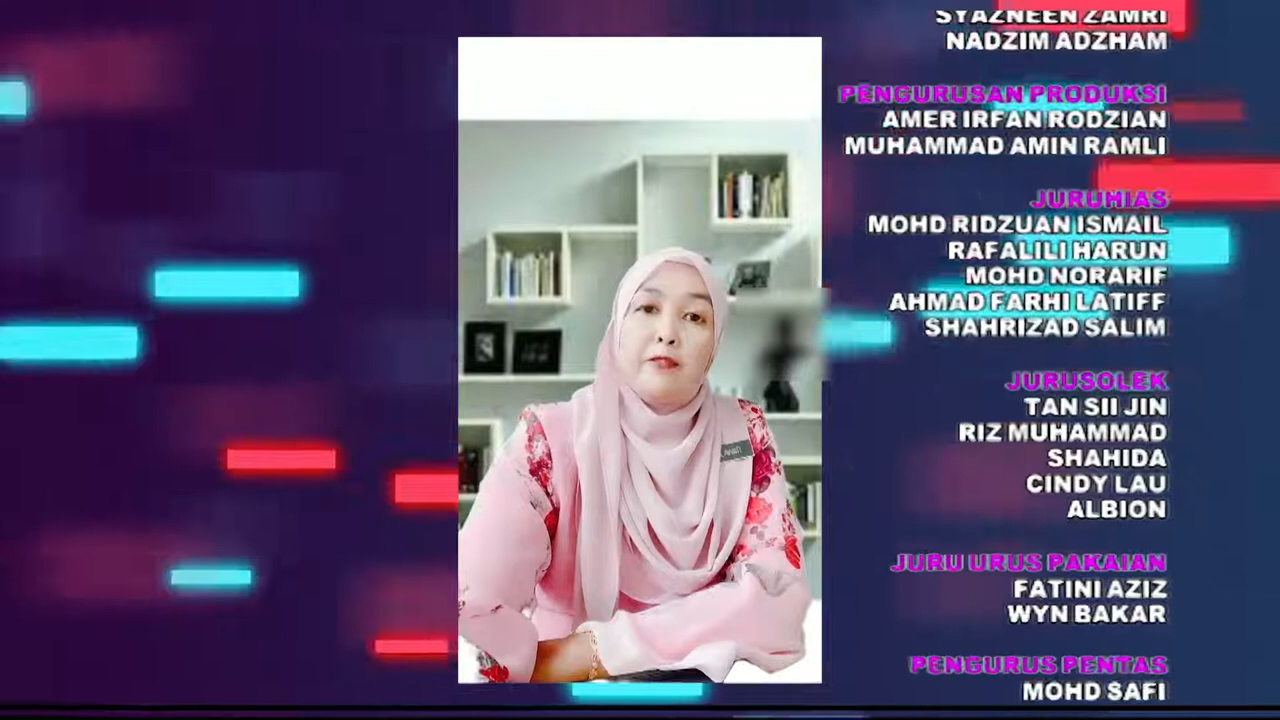 SYAZNEEN ZAMRI
NADZIM ADZHAM
PENGURUSAN PRODUKSI
AMER IRFAN RODZIAN
MUHAMMAD AMIN RAMLI
JURUHIAS
MOHD RIDZUAN ISMAIL
RAFALILI HARUN
MOHD NORARIF
AHMAD FARHI LATIFF
SHAHRIZAD SALIM
JURUSOLEK
TAN SII JIN
RIZ MUHAMMAD
SHAHIDA
CINDY LAU
ALBION
JURU URUS PAKAIAN
FATINI AZIZ
WYN BAKAR
PENGURUS PENTAS
MOHD SAFI